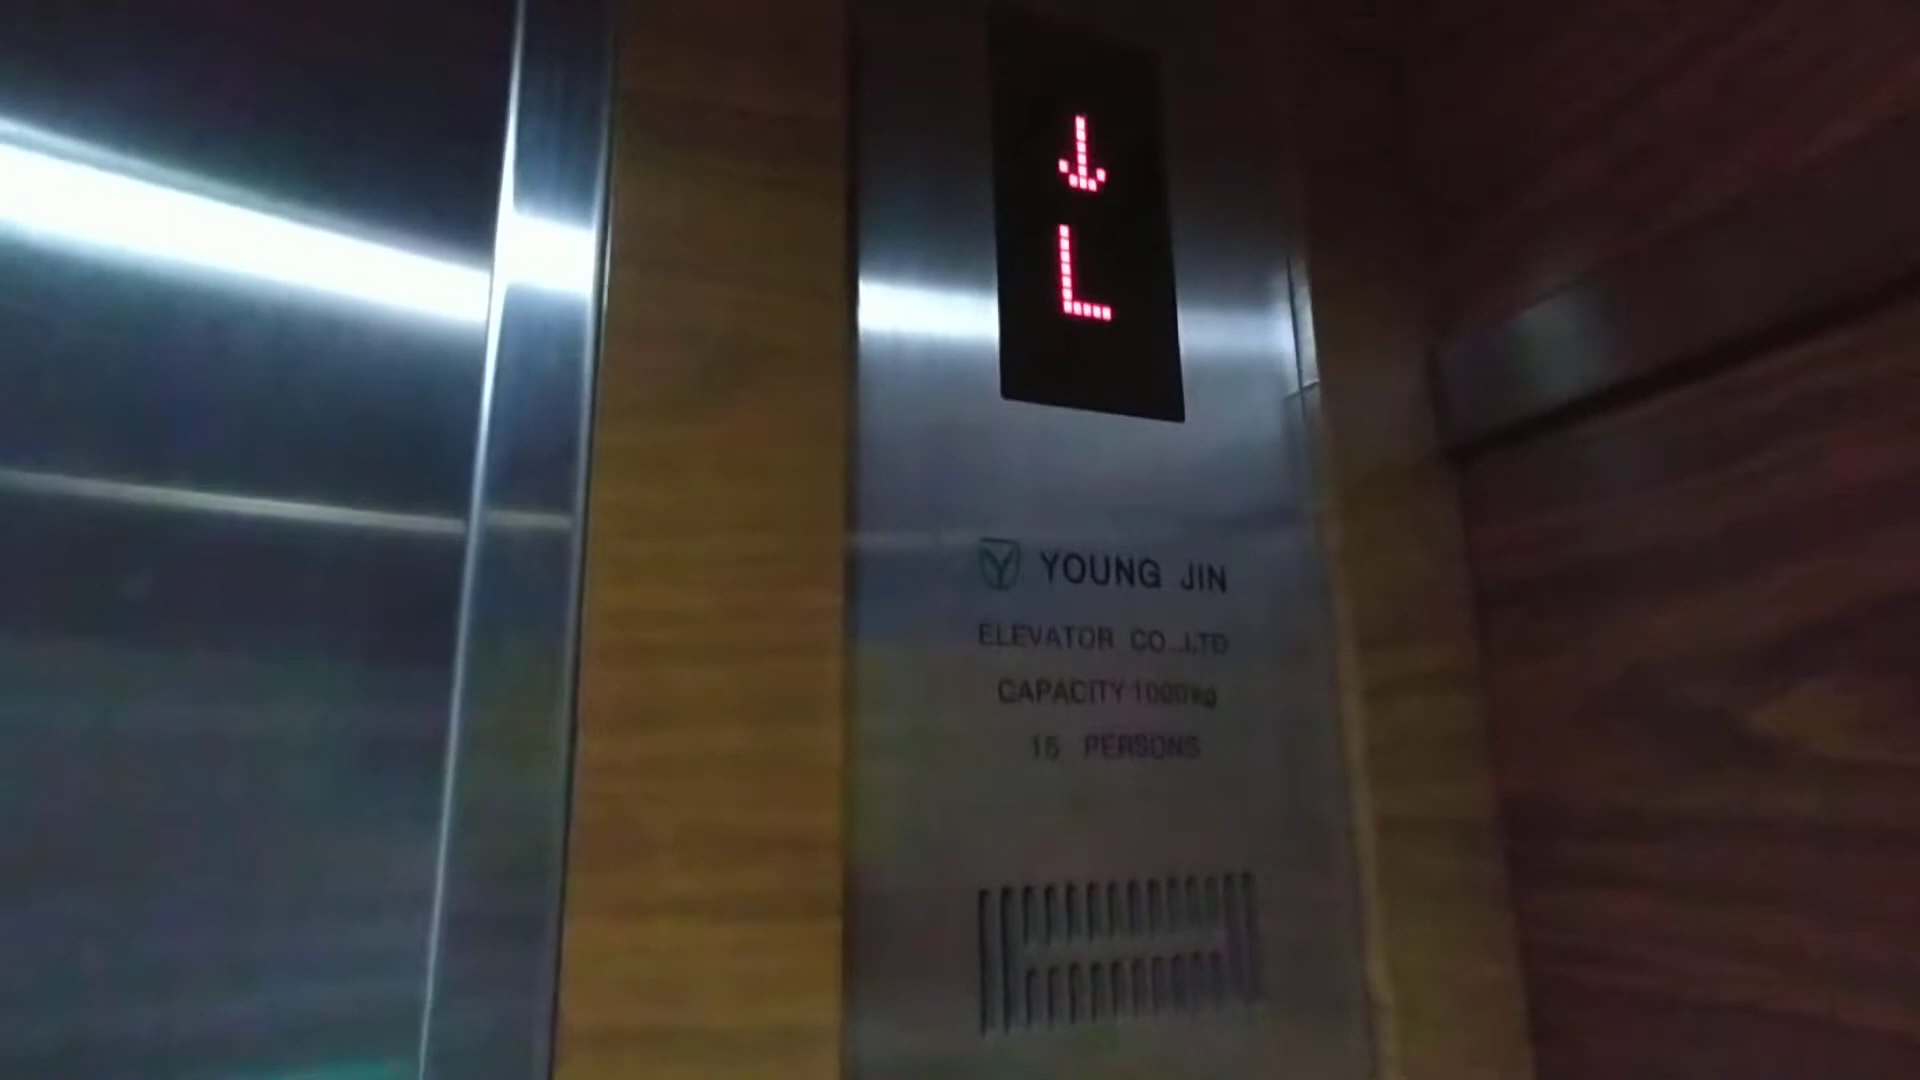 ↓
L
YOUNG JIN
ELEVATOR CO.,LTD
CAPACITY 1000kg
15 PERSONS